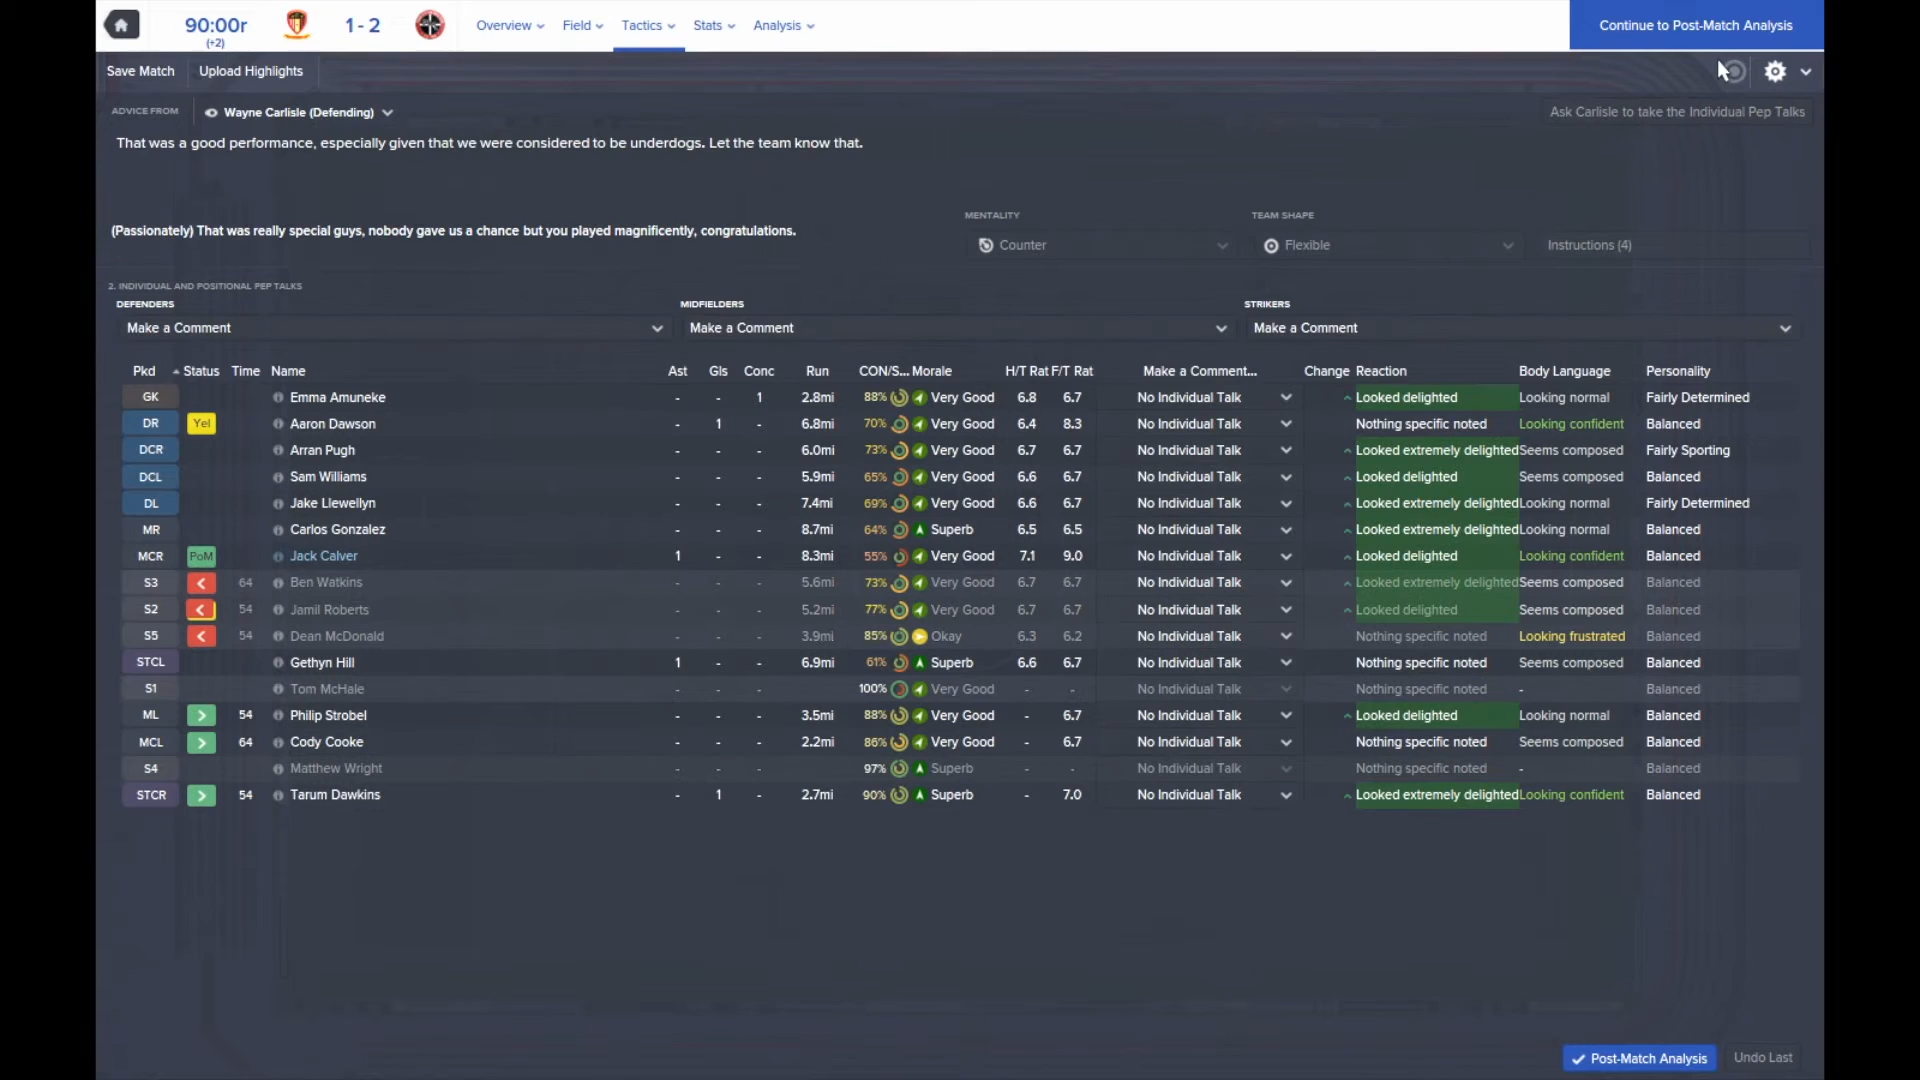 90:00r
(+2)
1 - 2
Overview
Field
Tactics
Stats
Analysis
Continue to Post-Match Analysis
Save Match
Upload Highlights
ADVICE FROM
Wayne Carlisle (Defending)
Ask Carlisle to take the Individual Pep Talks
That was a good performance, especially given that we were considered to be underdogs. Let the team know that.
MENTALITY
TEAM SHAPE
(Passionately) That was really special guys, nobody gave us a chance but you played magnificently, congratulations.
Counter
Flexible
Instructions (4)
2. INDIVIDUAL AND POSITIONAL PEP TALKS
DEFENDERS
MIDFIELDERS
STRIKERS
Make a Comment
Make a Comment
Make a Comment
Pkd Status Time Name Ast Gls Conc Run CON/S... Morale H/T Rat F/T Rat Make a Comment... Change Reaction Body Language Personality
GK Emma Amuneke - - 1 2.8mi 88% Very Good 6.8 6.7 No Individual Talk Looked delighted Looking normal Fairly Determined
DR Yel Aaron Dawson - 1 - 6.8mi 70% Very Good 6.4 8.3 No Individual Talk Nothing specific noted Looking confident Balanced
DCR Arran Pugh - - - 6.0mi 73% Very Good 6.7 6.7 No Individual Talk Looked extremely delighted Seems composed Fairly Sporting
DCL Sam Williams - - - 5.9mi 65% Very Good 6.6 6.7 No Individual Talk Looked delighted Seems composed Balanced
DL Jake Llewellyn - - - 7.4mi 69% Very Good 6.6 6.7 No Individual Talk Looked extremely delighted Looking normal Fairly Determined
MR Carlos Gonzalez - - - 8.7mi 64% Superb 6.5 6.5 No Individual Talk Looked extremely delighted Looking normal Balanced
MCR PoM Jack Calver 1 - - 8.3mi 55% Very Good 7.1 9.0 No Individual Talk Looked delighted Looking confident Balanced
S3 64 Ben Watkins - - - 5.6mi 73% Very Good 6.7 6.7 No Individual Talk Looked extremely delighted Seems composed Balanced
S2 54 Jamil Roberts - - - 5.2mi 77% Very Good 6.7 6.7 No Individual Talk Looked delighted Seems composed Balanced
S5 54 Dean McDonald - - - 3.9mi 85% Okay 6.3 6.2 No Individual Talk Nothing specific noted Looking frustrated Balanced
STCL Gethyn Hill 1 - - 6.9mi 61% Superb 6.6 6.7 No Individual Talk Nothing specific noted Seems composed Balanced
S1 Tom McHale - - - 100% Very Good - - No Individual Talk Nothing specific noted - Balanced
ML 54 Philip Strobel - - - 3.5mi 88% Very Good - 6.7 No Individual Talk Looked delighted Looking normal Balanced
MCL 64 Cody Cooke - - - 2.2mi 86% Very Good - 6.7 No Individual Talk Nothing specific noted Seems composed Balanced
S4 Matthew Wright - - - 97% Superb - - No Individual Talk Nothing specific noted - Balanced
STCR 54 Tarum Dawkins - 1 - 2.7mi 90% Superb - 7.0 No Individual Talk Looked extremely delighted Looking confident Balanced
Post-Match Analysis
Undo Last